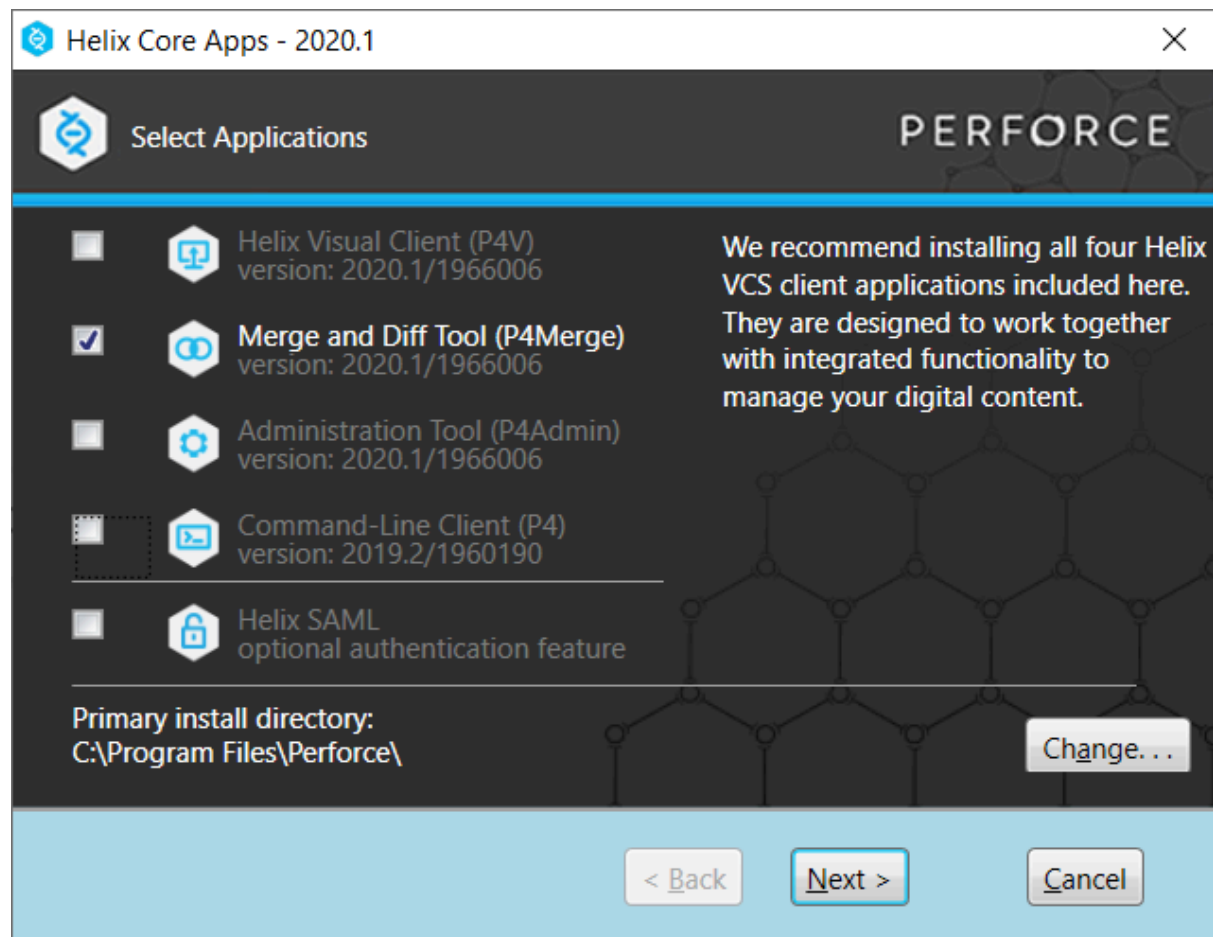 Helix Core Apps - 2020.1
Select Applications
PERFORCE
Helix Visual Client (P4V)
version: 2020.1/1966006
Merge and Diff Tool (P4Merge)
version: 2020.1/1966006
Administration Tool (P4Admin)
version: 2020.1/1966006
Command-Line Client (P4)
version: 2019.2/1960190
Helix SAML
optional authentication feature
We recommend installing all four Helix
VCS client applications included here.
They are designed to work together
with integrated functionality to
manage your digital content.
Primary install directory:
C:\Program Files\Perforce\
Change. . .
< Back
Next >
Cancel